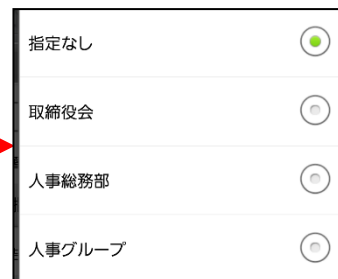 指定なし
取締役会
人事総務部
人事グループ